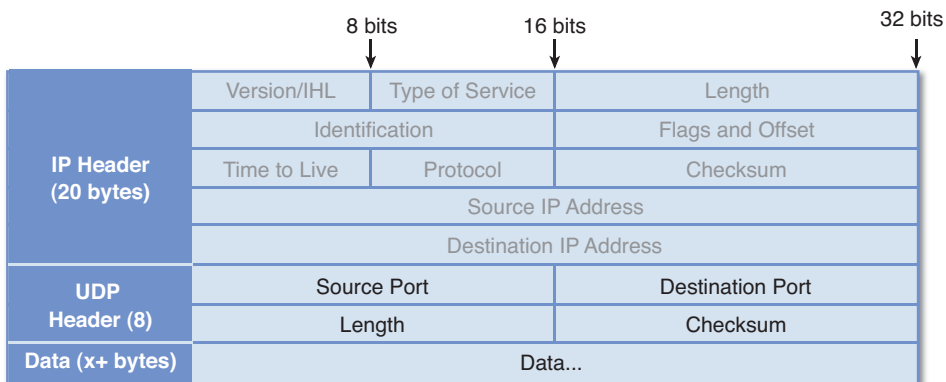 8 bits 16 bits 32 bits
Version/IHL Type of Service Length
Identification Flags and Offset
IP Header
(20 bytes)
Time to Live Protocol Checksum
Source IP Address
Destination IP Address
UDP
Header (8)
Source Port Destination Port
Length Checksum
Data (x+ bytes) Data...